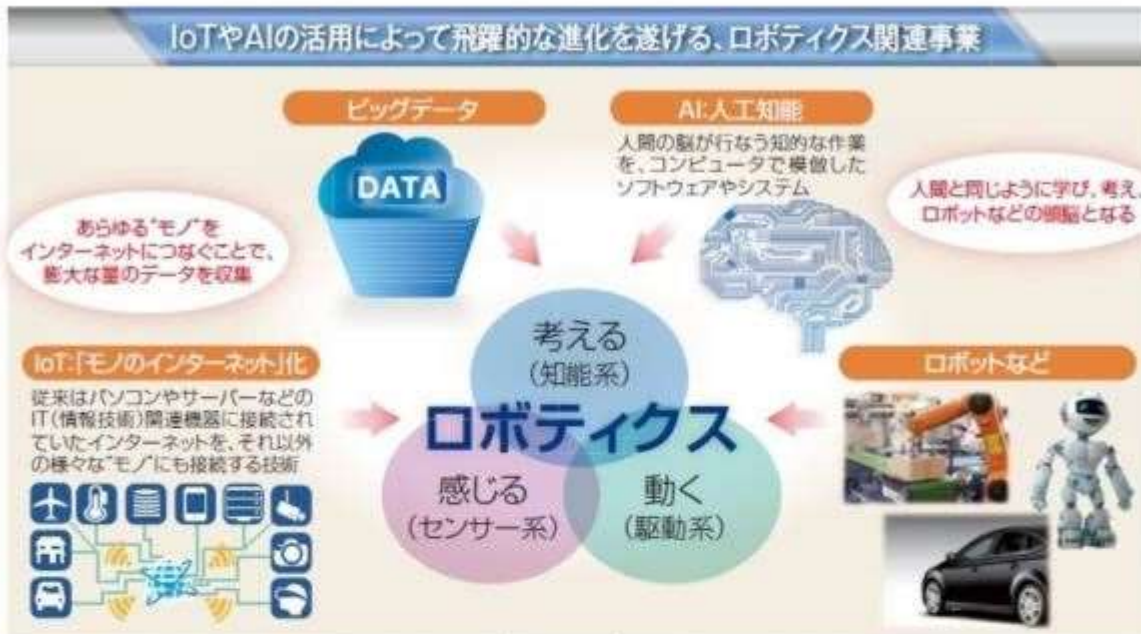 IoTやAIの活用によって飛躍的な進化を遂げる、ロボティクス関連事業
ビッグデータ
DATA
AI:人工知能
人間の脳が行なう知的な作業
を、コンピュータで模倣した
ソフトウェアやシステム
人間と同じように学び、考え、
ロボットなどの頭脳となる
あらゆる"モノ"を
インターネットにつなぐことで、
膨大な量のデータを収集
IoT:「モノのインターネット」化
従来はパソコンやサーバーなどの
IT(情報技術)関連機器に接続され
ていたインターネットを、それ以外
の様々な"モノ"にも接続する技術
考える
(知能系)
ロボティクス
感じる
(センサー系)
動く
(駆動系)
ロボットなど